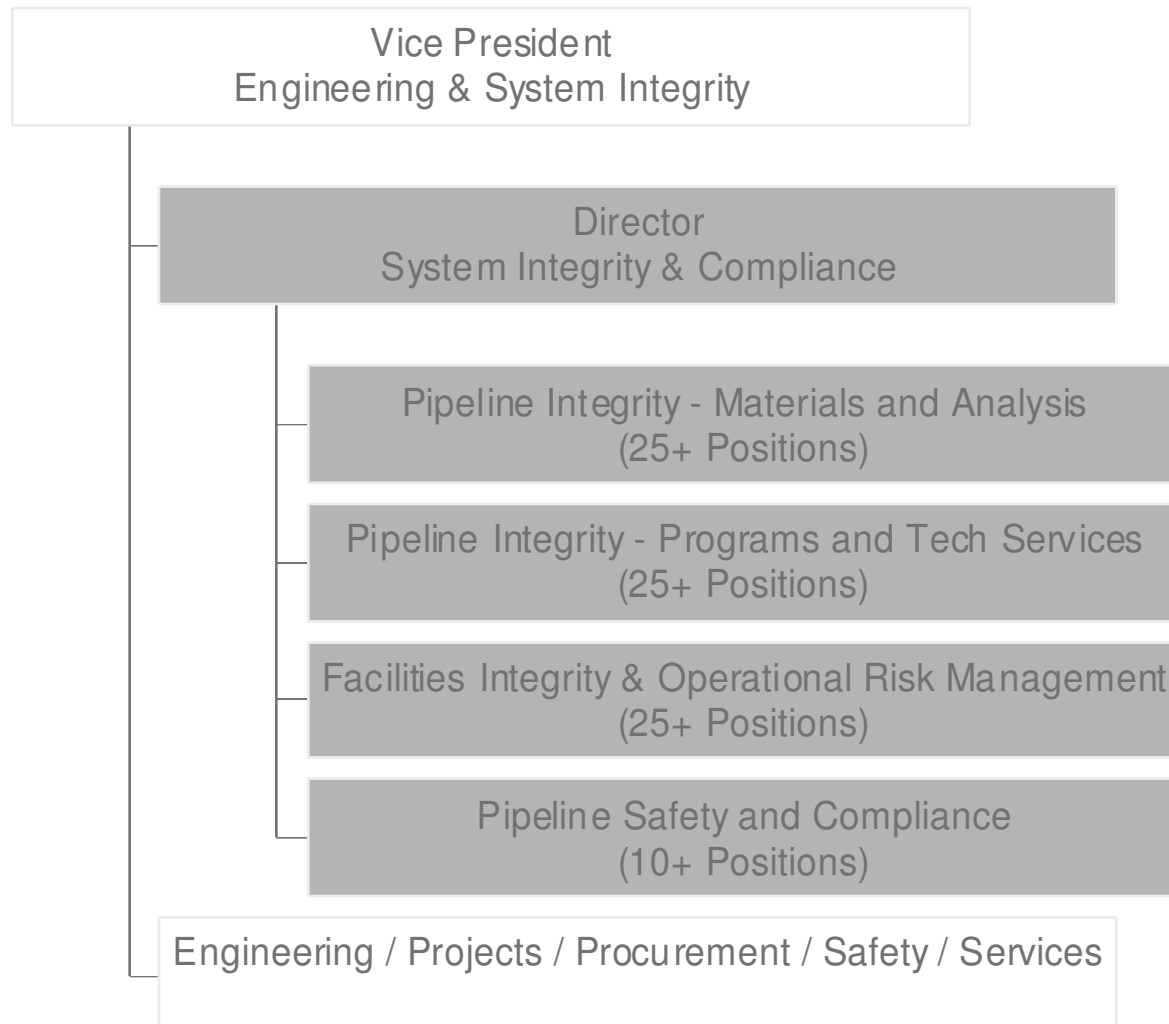 Vice President
Engineering & System Integrity
Director
System Integrity & Compliance
Pipeline Integrity - Materials and Analysis
(25+ Positions)
Pipeline Integrity - Programs and Tech Services
(25+ Positions)
Facilities Integrity & Operational Risk Management
(25+ Positions)
Pipeline Safety and Compliance
(10+ Positions)
Engineering / Projects / Procurement / Safety / Services